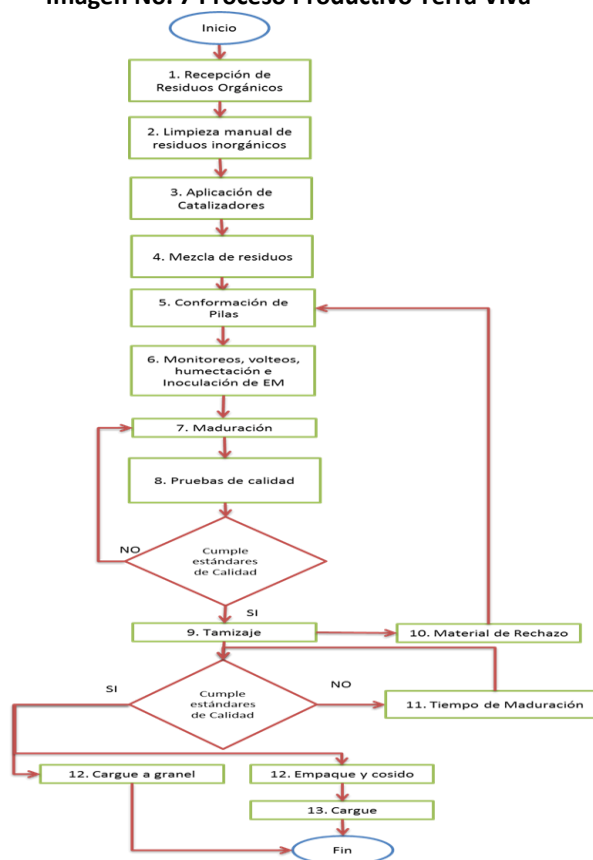 Imagen No. 7 Proceso Productivo Terra Viva
Inicio
1. Recepción de
Residuos Orgánicos
2. Limpieza manual de
residuos inorgánicos
3. Aplicación de
Catalizadores
4. Mezcla de residuos
5. Conformación de
Pilas
6. Monitoreos, volteos,
humectación e
Inoculación de EM
7. Maduración
8. Pruebas de calidad
NO
Cumple
estándares
de Calidad
SI
9. Tamizaje
10. Material de Rechazo
SI
Cumple
estándares
de Calidad
NO
11. Tiempo de Maduración
12. Cargue a granel
12. Empaque y cosido
13. Cargue
Fin